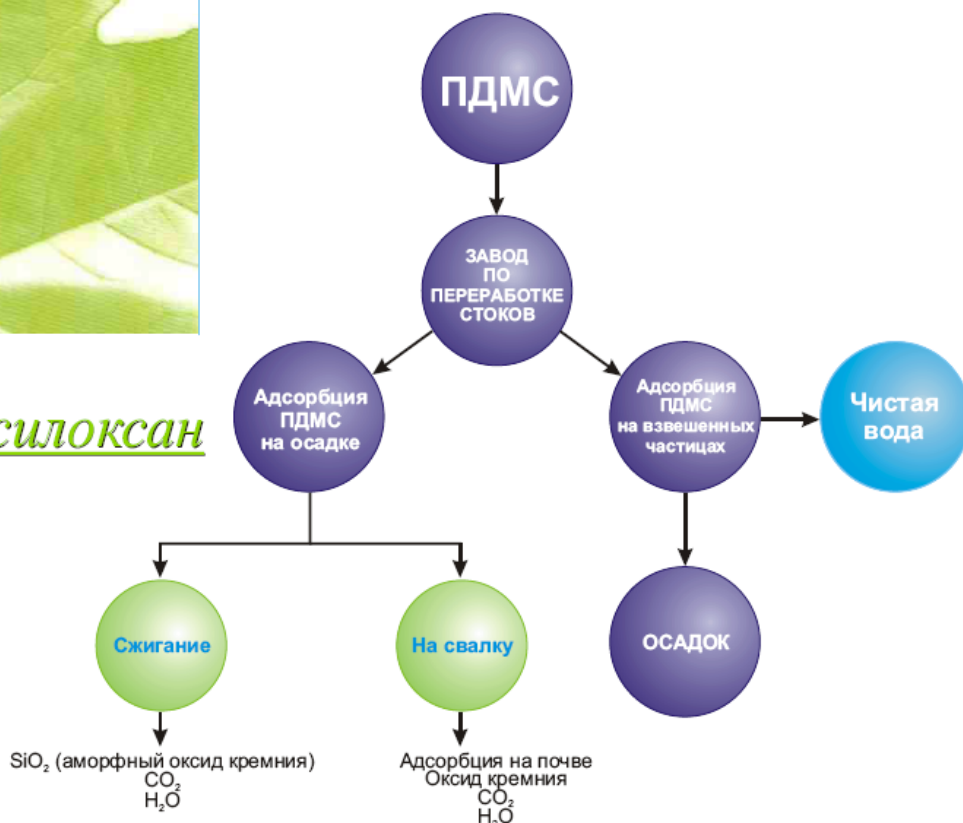 ПДМС
ЗАВОД
ПО
ПЕРЕРАБОТКЕ
СТОКОВ
Адсорбция
ПДМС
на осадке
Адсорбция
ПДМС
на взвешенных
частицах
Чистая
вода
силоксан
Сжигание
На свалку
ОСАДОК
SiO₂ (аморфный оксид кремния)
CO₂
H₂O
Адсорбция на почве
Оксид кремния
CO₂
H₂O